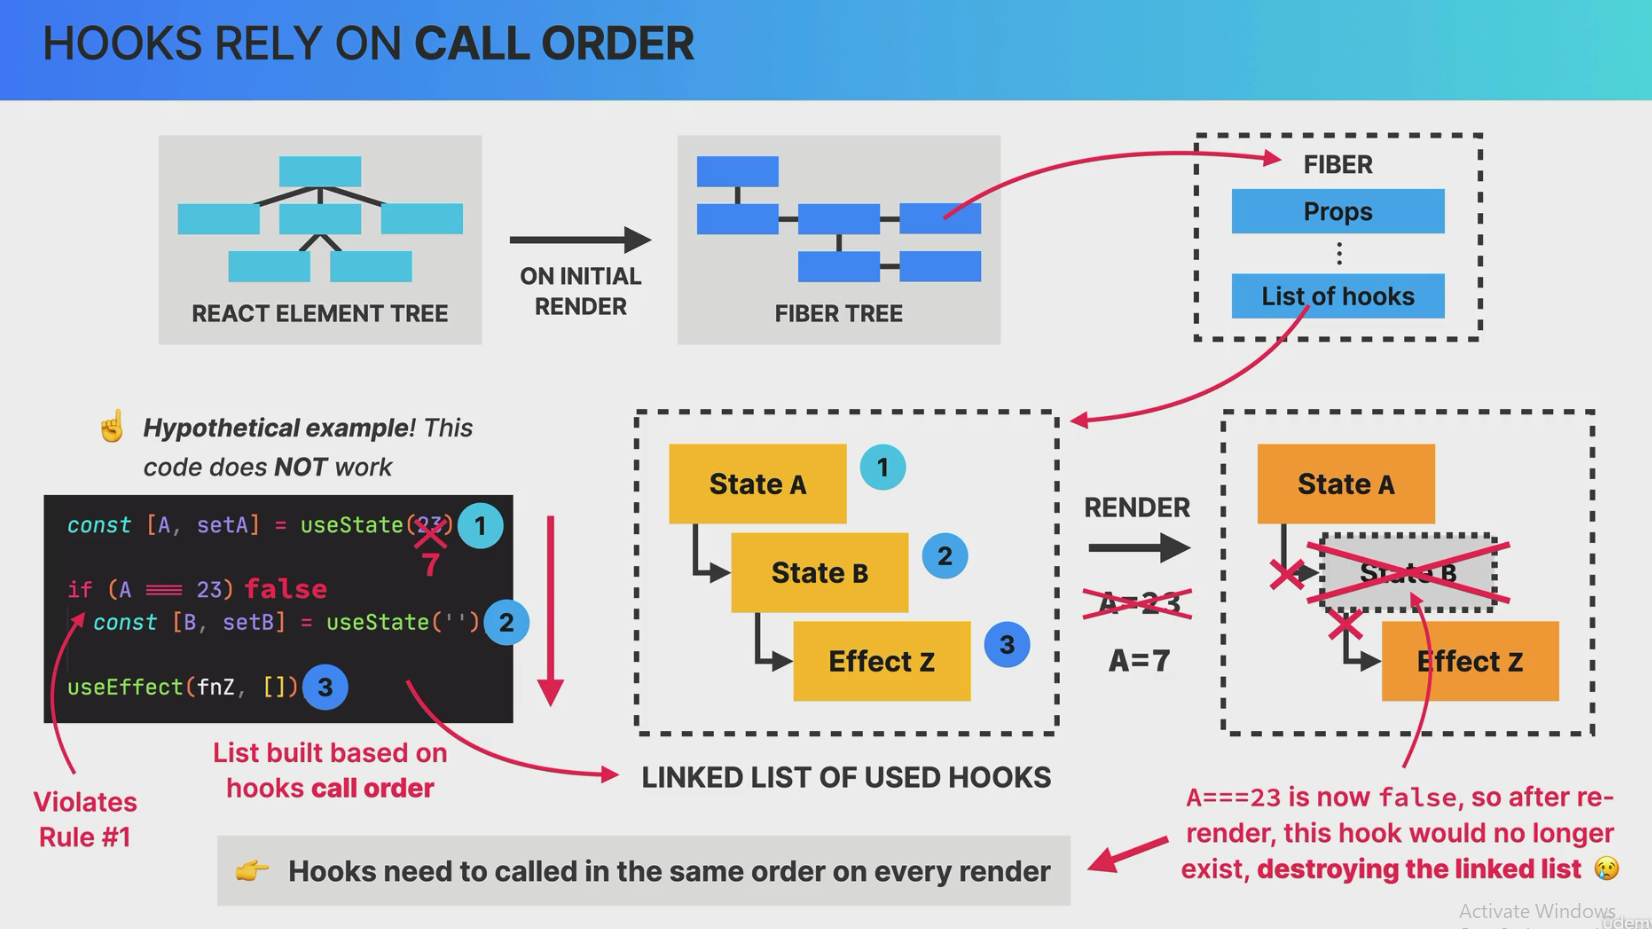 HOOKS RELY ON CALL ORDER
REACT ELEMENT TREE
ON INITIAL
RENDER
FIBER TREE
FIBER
Props
List of hooks
☝️ Hypothetical example! This
code does NOT work
const [A, setA] = useState(23) 1
7
if (A === 23) false
const [B, setB] = useState('') 2
useEffect(fnZ, []) 3
Violates
Rule #1
List built based on
hooks call order
State A 1
State B 2
Effect Z 3
LINKED LIST OF USED HOOKS
RENDER
A=23
A=7
State A
State B
Effect Z
A===23 is now false, so after re-
render, this hook would no longer
exist, destroying the linked list 😢
👉 Hooks need to called in the same order on every render
Activate Windows
ûdemy